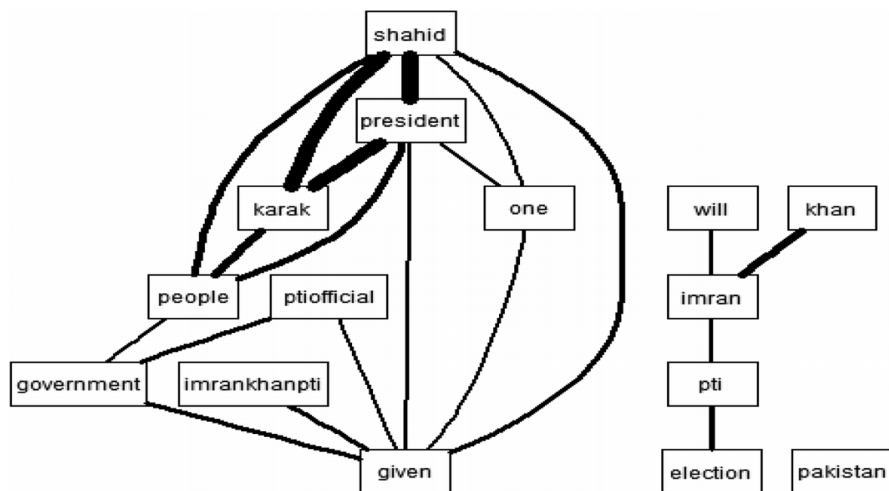 shahid
president
karak
one
will
khan
people
ptiofficial
imran
government
imrankhanpti
pti
given
election
pakistan